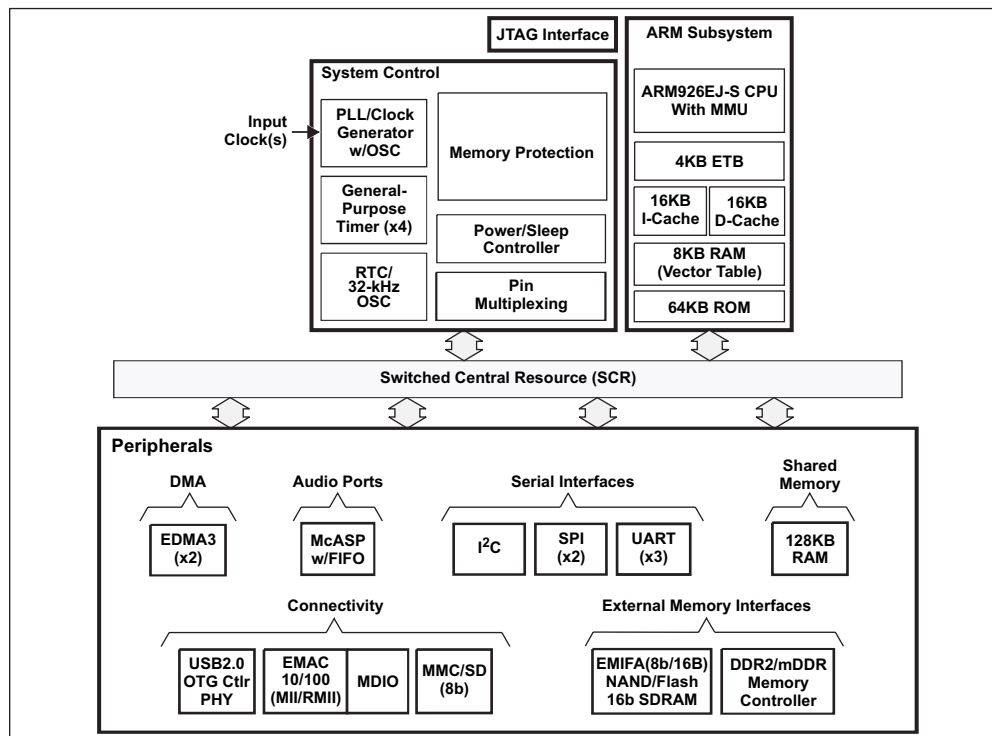 JTAG Interface
ARM Subsystem
System Control
ARM926EJ-S CPU
With MMU
Input
Clock(s)
PLL/Clock
Generator
w/OSC
Memory Protection
4KB ETB
General-
Purpose
Timer (x4)
16KB
I-Cache
16KB
D-Cache
Power/Sleep
Controller
8KB RAM
(Vector Table)
RTC/
32-kHz
OSC
Pin
Multiplexing
64KB ROM
Switched Central Resource (SCR)
Peripherals
DMA
Audio Ports
Serial Interfaces
Shared
Memory
EDMA3
(x2)
McASP
w/FIFO
I²C
SPI
(x2)
UART
(x3)
128KB
RAM
Connectivity
External Memory Interfaces
USB2.0
OTG Ctlr
PHY
EMAC
10/100
(MII/RMII)
MDIO
MMC/SD
(8b)
EMIFA(8b/16B)
NAND/Flash
16b SDRAM
DDR2/mDDR
Memory
Controller